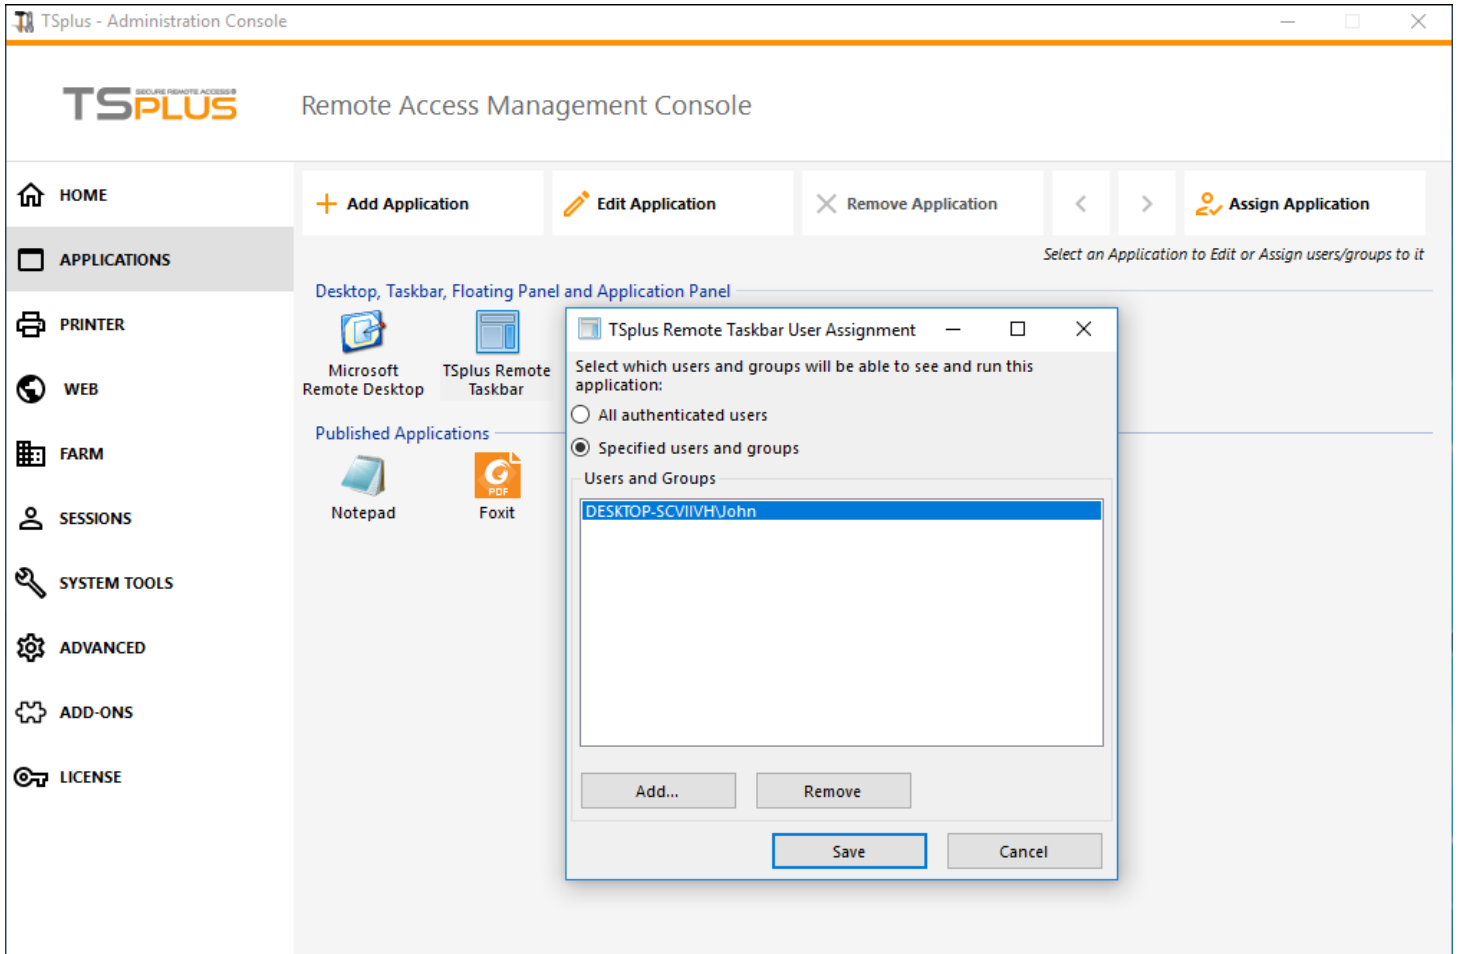 TSplus - Administration Console
TSPLUS
SECURE REMOTE ACCESS®
Remote Access Management Console
HOME
APPLICATIONS
PRINTER
WEB
FARM
SESSIONS
SYSTEM TOOLS
ADVANCED
ADD-ONS
LICENSE
Add Application
Edit Application
Remove Application
<
>
Assign Application
Select an Application to Edit or Assign users/groups to it
Desktop, Taskbar, Floating Panel and Application Panel
Microsoft
Remote Desktop
TSplus Remote
Taskbar
Published Applications
Notepad
PDF
Foxit
TSplus Remote Taskbar User Assignment
Select which users and groups will be able to see and run this
application:
All authenticated users
Specified users and groups
Users and Groups
DESKTOP-SCVIIVH\John
Add...
Remove
Save
Cancel